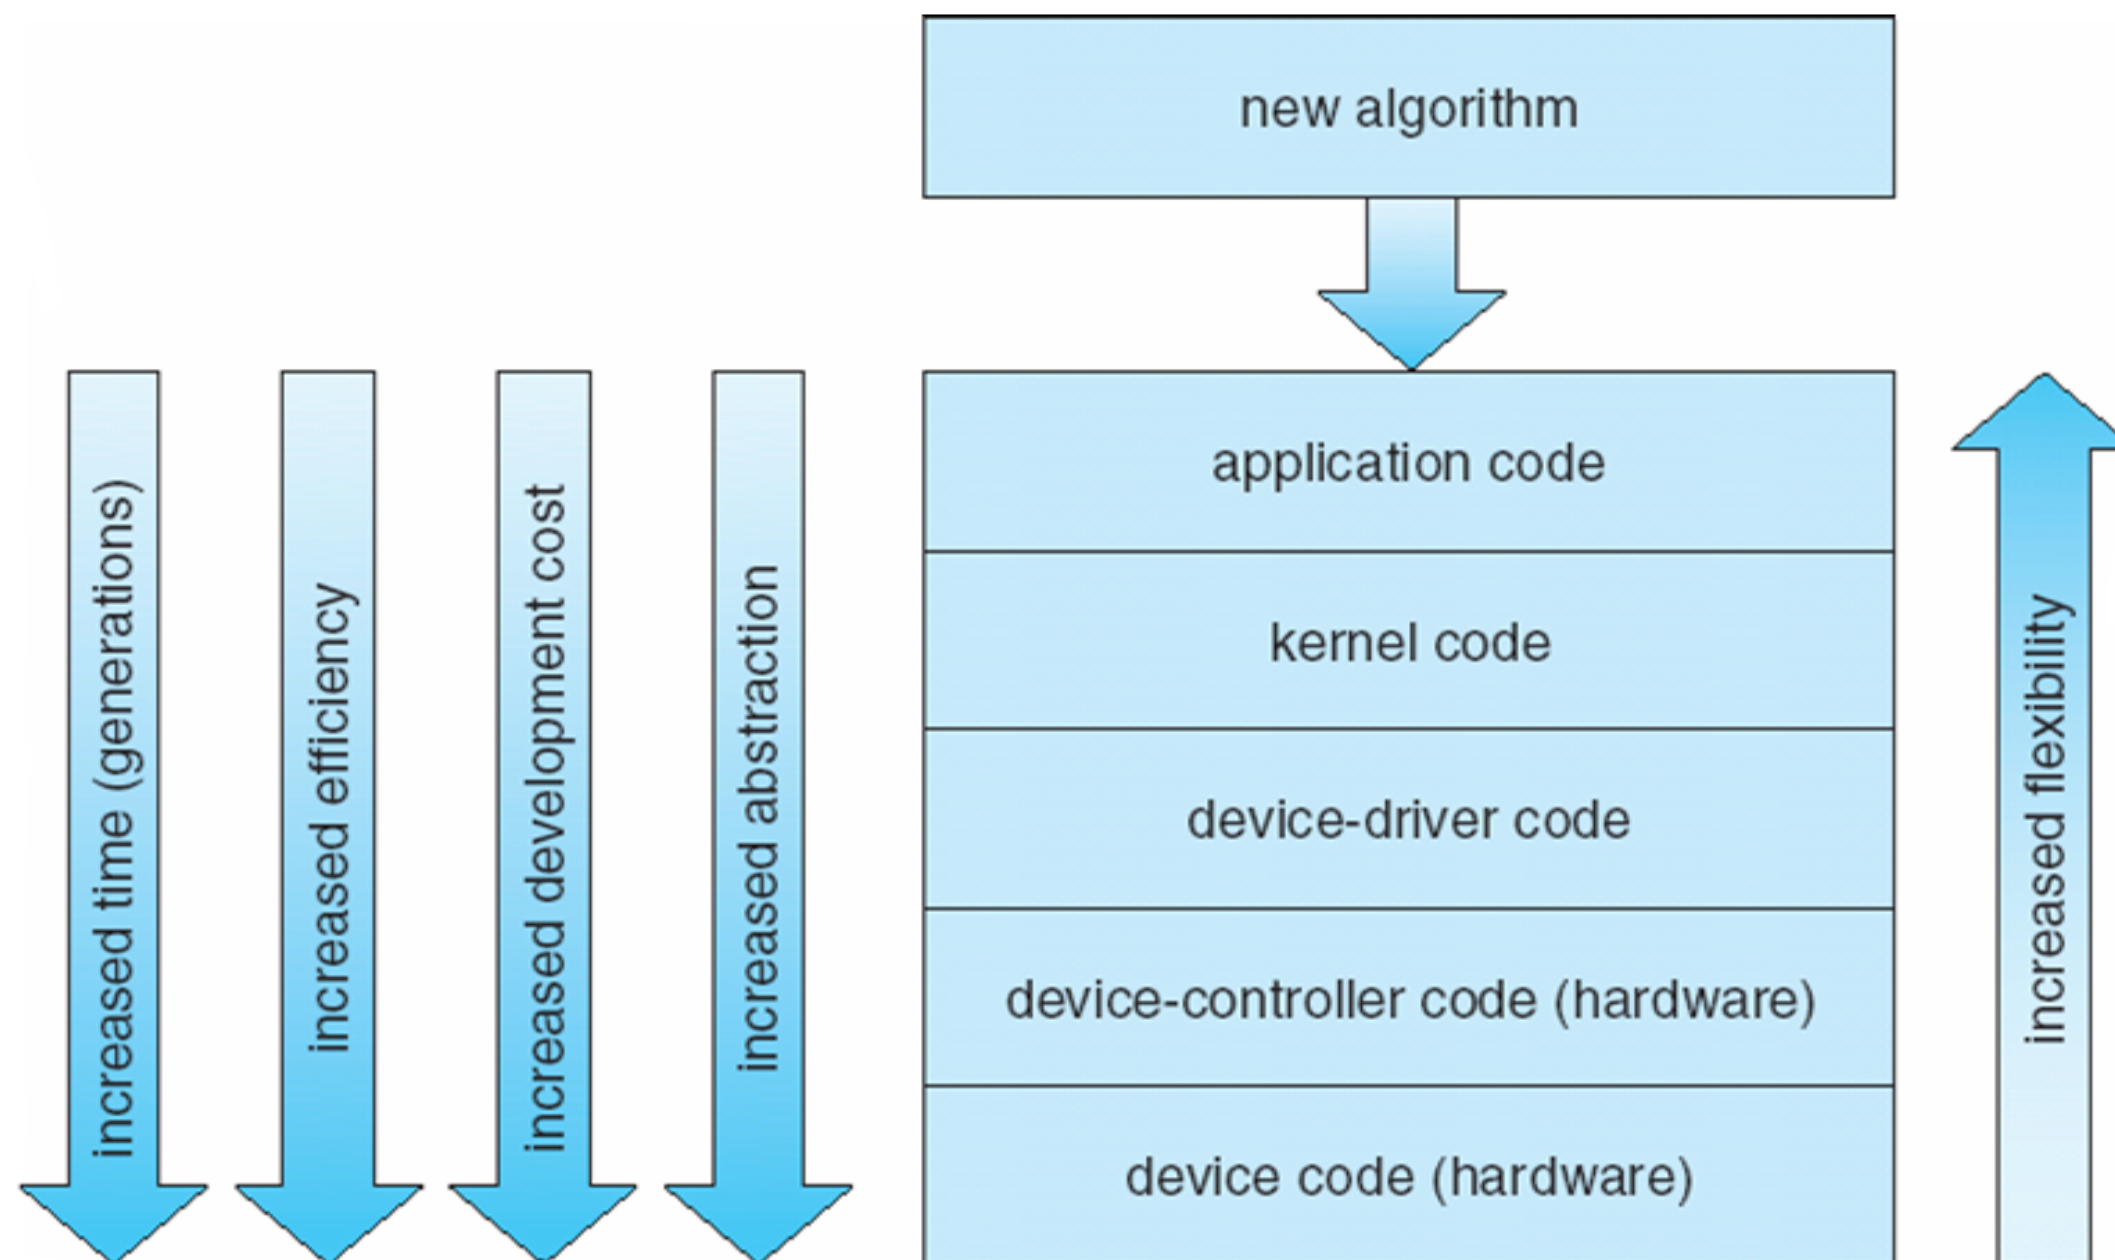 new algorithm
increased time (generations)
increased efficiency
increased development cost
increased abstraction
application code
kernel code
device-driver code
device-controller code (hardware)
device code (hardware)
increased flexibility